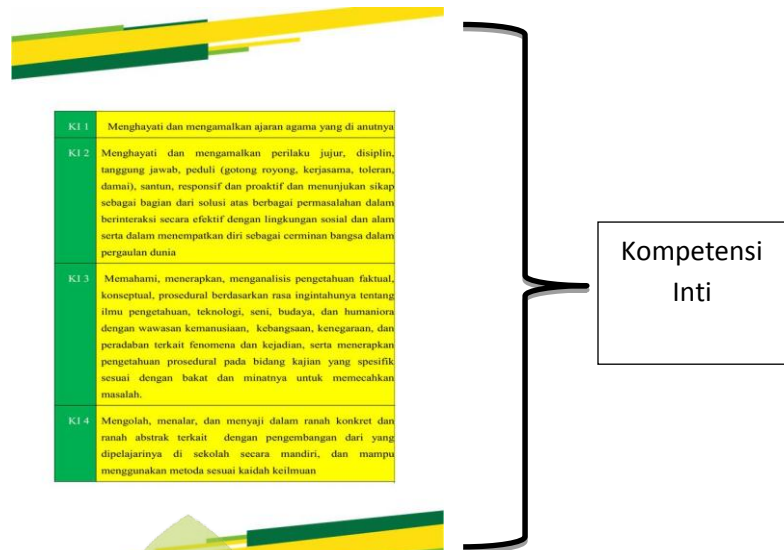 KI 1 Menghayati dan mengamalkan ajaran agama yang di anutnya
KI 2 Menghayati dan mengamalkan perilaku jujur, disiplin,
tanggung jawab, peduli (gotong royong, kerjasama, toleran,
damai), santun, responsif dan proaktif dan menunjukan sikap
sebagai bagian dari solusi atas berbagai permasalahan dalam
berinteraksi secara efektif dengan lingkungan sosial dan alam
serta dalam menempatkan diri sebagai cerminan bangsa dalam
pergaulan dunia
KI 3 Memahami, menerapkan, menganalisis pengetahuan faktual,
konseptual, prosedural berdasarkan rasa ingintahunya tentang
ilmu pengetahuan, teknologi, seni, budaya, dan humaniora
dengan wawasan kemanusiaan, kebangsaan, kenegaraan, dan
peradaban terkait fenomena dan kejadian, serta menerapkan
pengetahuan prosedural pada bidang kajian yang spesifik
sesuai dengan bakat dan minatnya untuk memecahkan
masalah.
KI 4 Mengolah, menalar, dan menyaji dalam ranah konkret dan
ranah abstrak terkait dengan pengembangan dari yang
dipelajarinya di sekolah secara mandiri, dan mampu
menggunakan metoda sesuai kaidah keilmuan
Kompetensi
Inti